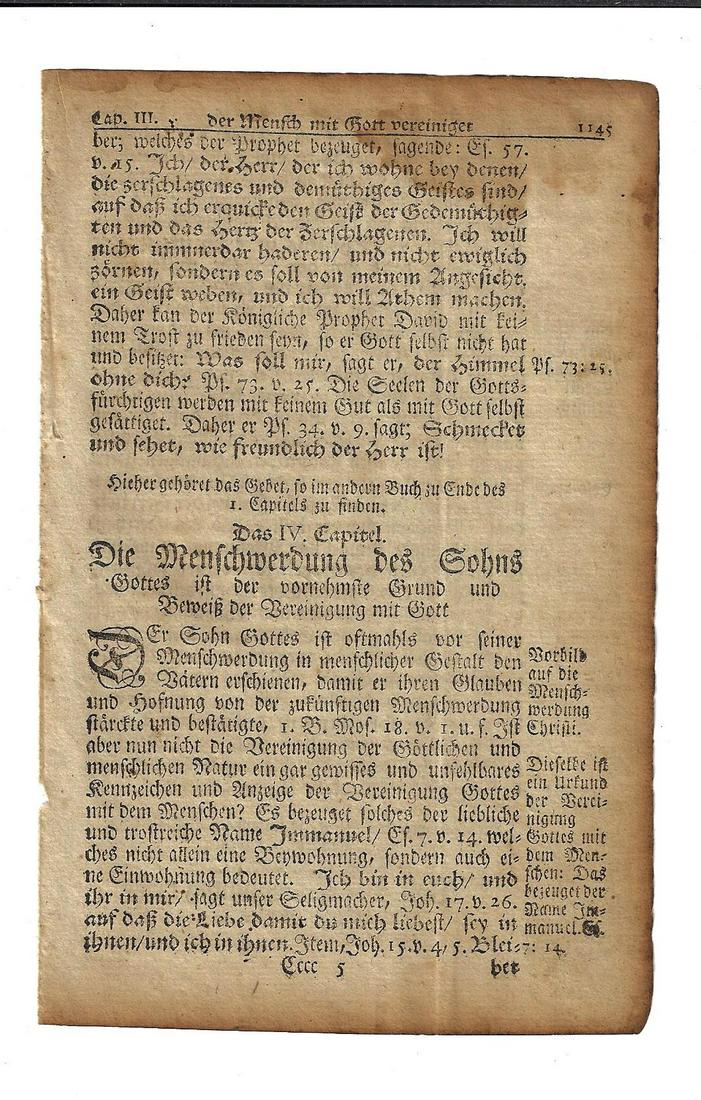 Cap. III. der Mensch mit Gott vereiniget 1145
ber; welches der Prophet bezeuget, sagende: Es. 57.
v. 15. Ich/ der Herr/ der ich wohne bey denen/
die zerschlagenes und demüthiges Geistes sind/
auf daß ich erquicke den Geist der Gedemüthig-
ten und das Hertz der Zerschlagenen. Ich will
nicht immerdar haderen/ und nicht ewiglich
zörnen, sondern es soll von meinem Angesicht
ein Geist weben, und ich will Athem machen.
Daher kan der Königliche Prophet David mit kei-
nem Trost zu frieden seyn, so er Gott selbst nicht hat
und besitzet: Was soll mir, sagt er, der Himmel
Ps. 73: 25.
ohne dich? Ps. 73. v. 25. Die Seelen der Gotts-
fürchtigen werden mit keinem Gut als mit Gott selbst
gesättiget. Daher er Ps. 34. v. 9. sagt; Schmecket
und sehet, wie freundlich der Herr ist!
Hieher gehöret das Gebet, so im andern Buch zu Ende des
1. Capitels zu finden.
Das IV. Capitel.
Die Menschwerdung des Sohns
Gottes ist der vornehmste Grund und
Beweiß der Vereinigung mit Gott
DEr Sohn Gottes ist oftmahls vor seiner
Menschwerdung in menschlicher Gestalt den
Vätern erschienen, damit er ihren Glauben
und Hofnung von der zukünftigen Menschwerdung
stärckte und bestätigte, 1. B. Mos. 18. v. 1. u. f. Ist
aber nun nicht die Vereinigung der Göttlichen und
menschlichen Natur ein gar gewisses und unfehlbares
Kennzeichen und Anzeige der Vereinigung Gottes
mit dem Menschen? Es bezeuget solches der liebliche
und trostreiche Name Immanuel/ Es. 7. v. 14. wel-
ches nicht allein eine Beywohnung, sondern auch ei-
ne Einwohnung bedeutet. Ich bin in euch/ und
ihr in mir/ sagt unser Seligmacher, Joh. 17. v. 26.
auf daß die Liebe damit du mich liebest/ sey in
ihnen/ und ich in ihnen. Item, Joh. 15. v. 4/ 5. Blei-
Vorbild
auf die
Mensch-
werdung
Christi.
Dieselbe ist
ein Urkund
der Verei-
nigung
Gottes mit
dem Men-
schen: Das
bezeuget der
Name Im-
manuel. Es.
7: 14.
Cccc 5 bet